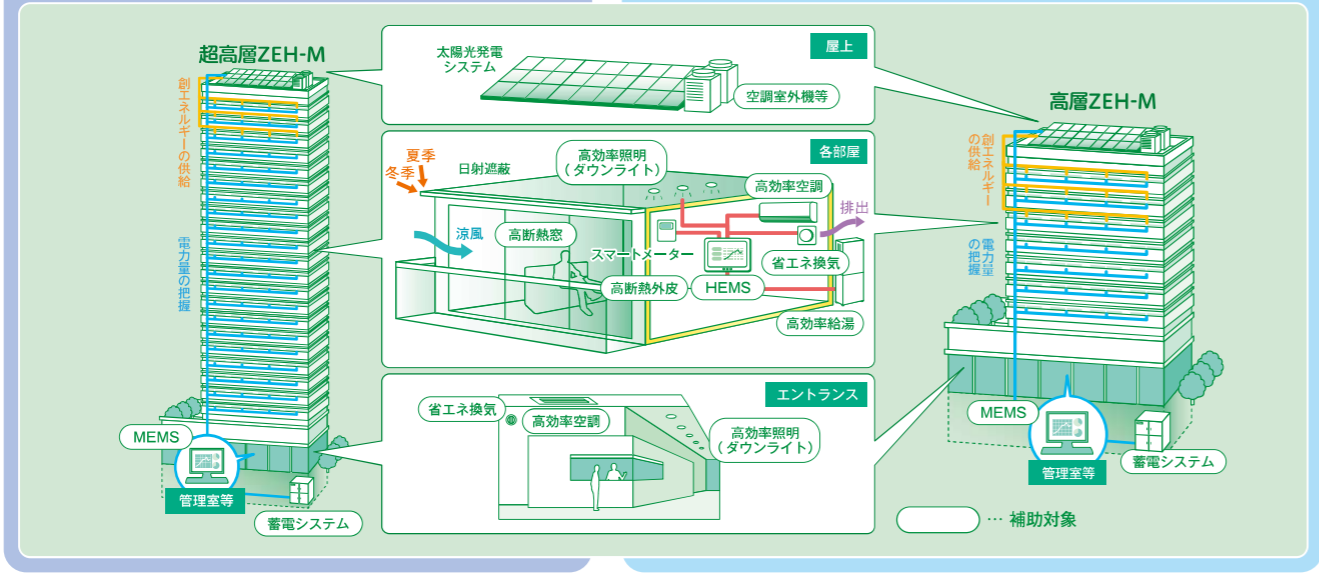 超高層ZEH-M
創エネルギーの供給
電力量の把握
MEMS
管理室等
蓄電システム
屋上
太陽光発電
システム
空調室外機等
各部屋
夏季
冬季
日射遮蔽
高効率照明
(ダウンライト)
高効率空調
排出
涼風
高断熱窓
スマートメーター
省エネ換気
高断熱外皮
HEMS
高効率給湯
エントランス
省エネ換気
高効率空調
高効率照明
(ダウンライト)
高層ZEH-M
創エネルギー
の供給
電力量
の把握
MEMS
管理室等
蓄電システム
… 補助対象